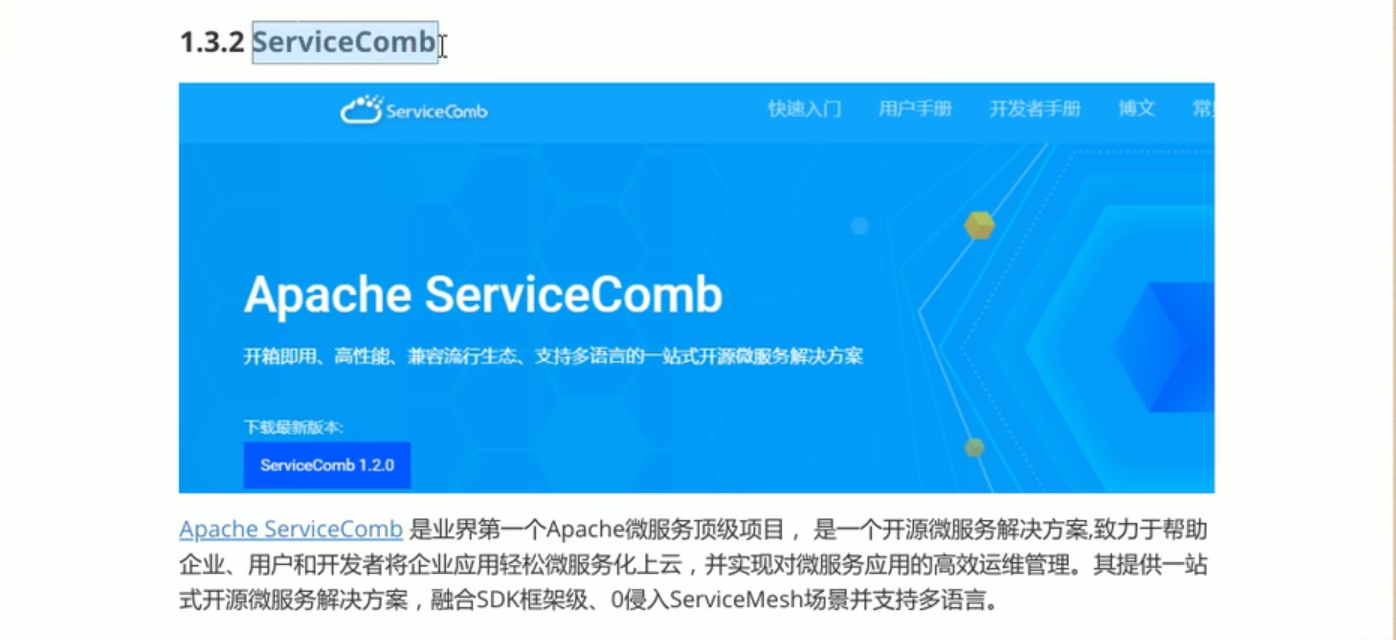 1.3.2 ServiceComb
ServiceComb 快速入门 用户手册 开发者手册 博文 常
Apache ServiceComb
开箱即用、高性能、兼容流行生态、支持多语言的一站式开源微服务解决方案
下载最新版本:
ServiceComb 1.2.0
Apache ServiceComb 是业界第一个Apache微服务顶级项目，是一个开源微服务解决方案,致力于帮助
企业、用户和开发者将企业应用轻松微服务化上云，并实现对微服务应用的高效运维管理。其提供一站
式开源微服务解决方案，融合SDK框架级、0侵入ServiceMesh场景并支持多语言。